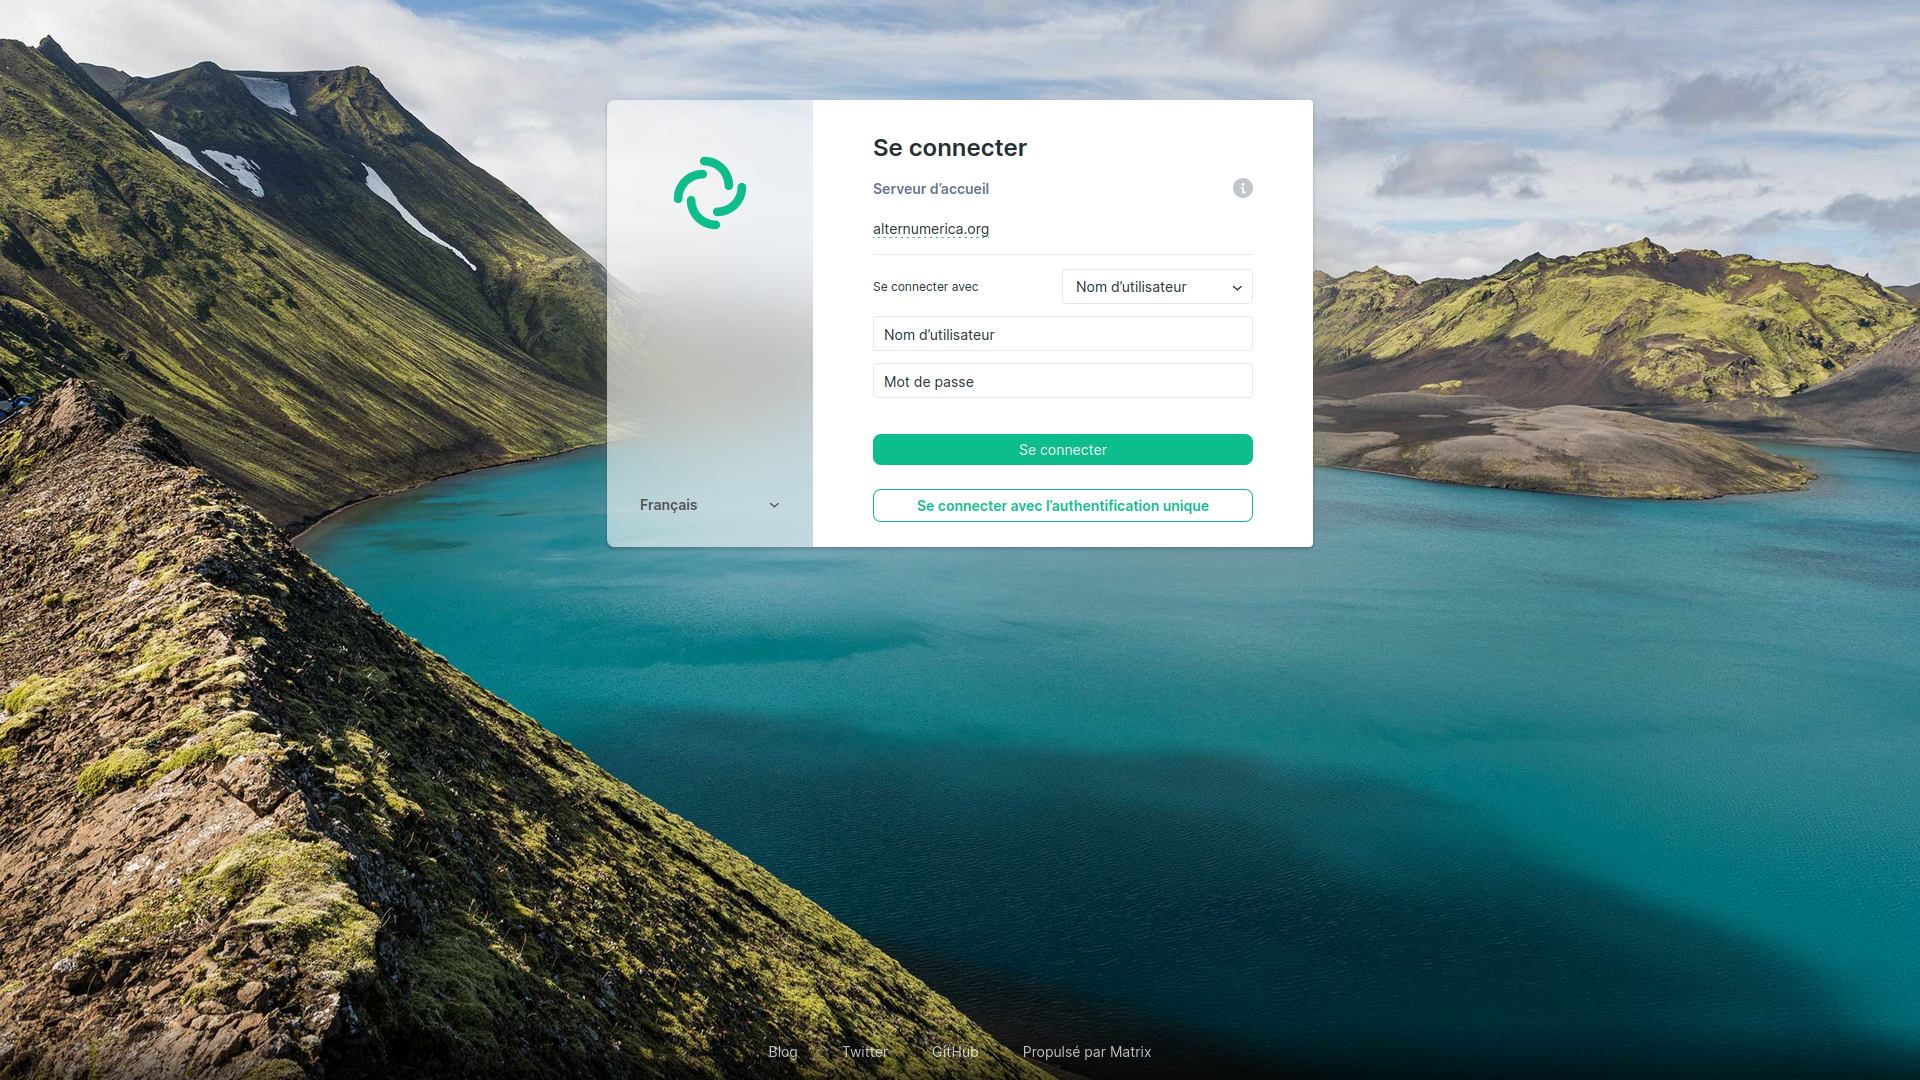 Se connecter
Serveur d’accueil
alternumerica.org
Se connecter avec
Nom d’utilisateur
Nom d’utilisateur
Mot de passe
Se connecter
Se connecter avec l’authentification unique
Français
Blog
Twitter
GitHub
Propulsé par Matrix